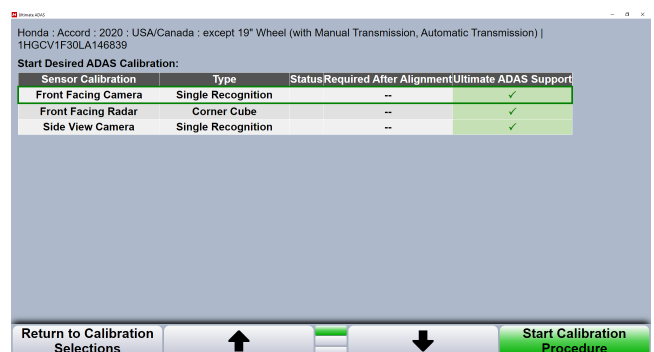 Ultimate ADAS
Honda : Accord : 2020 : USA/Canada : except 19" Wheel (with Manual Transmission, Automatic Transmission) |
1HGCV1F30LA146839
Start Desired ADAS Calibration:
Sensor Calibration Type Status Required After Alignment Ultimate ADAS Support
Front Facing Camera Single Recognition -- ✓
Front Facing Radar Corner Cube -- ✓
Side View Camera Single Recognition -- ✓
Return to Calibration Start Calibration
Selections Procedure